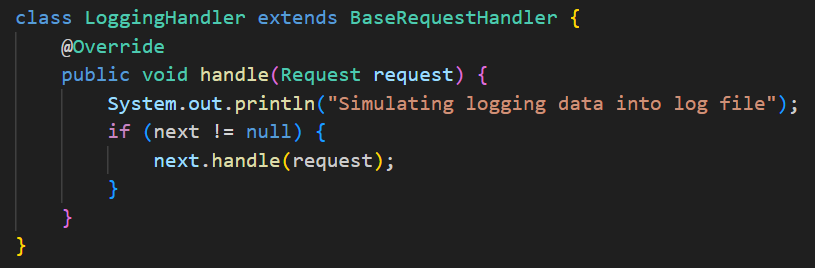 class LoggingHandler extends BaseRequestHandler {
    @Override
    public void handle(Request request) {
        System.out.println("Simulating logging data into log file");
        if (next != null) {
            next.handle(request);
        }
    }
}